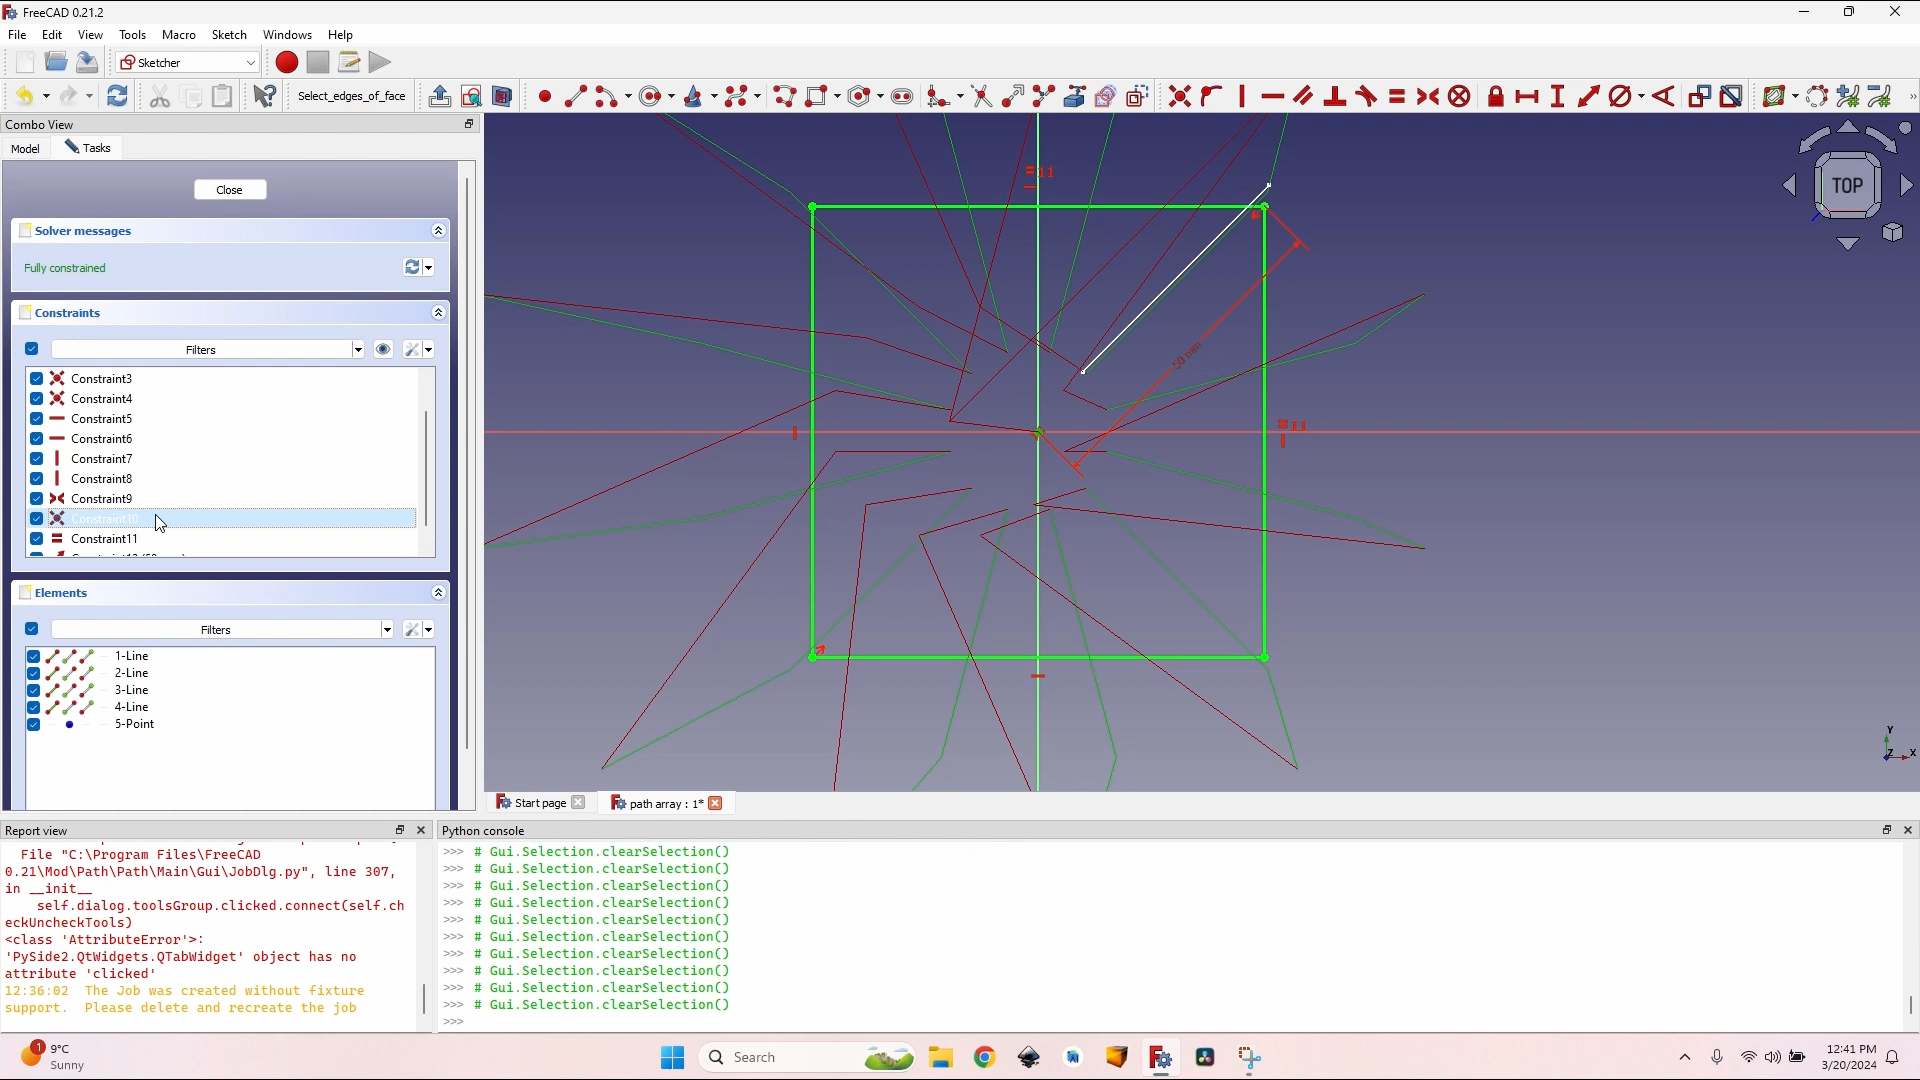 FreeCAD 0.21.2
File Edit View Tools Macro Sketch Windows Help
Sketcher
Select_edges_of_face
Combo View
Model Tasks
Close
Solver messages
Fully constrained
Constraints
Filters
Constraint3
Constraint4
Constraint5
Constraint6
Constraint7
Constraint8
Constraint9
Constraint10
Constraint11
Elements
Filters
1-Line
2-Line
3-Line
4-Line
5-Point
11
11
50 mm
TOP
Y
Z X
Start page path array : 1*
Report view
File "C:\Program Files\FreeCAD
0.21\Mod\Path\Path\Main\Gui\JobDlg.py", line 307,
in __init__
self.dialog.toolsGroup.clicked.connect(self.ch
eckUncheckTools)
<class 'AttributeError'>:
'PySide2.QtWidgets.QTabWidget' object has no
attribute 'clicked'
12:36:02 The Job was created without fixture
support. Please delete and recreate the job
Python console
>>> # Gui.Selection.clearSelection()
>>> # Gui.Selection.clearSelection()
>>> # Gui.Selection.clearSelection()
>>> # Gui.Selection.clearSelection()
>>> # Gui.Selection.clearSelection()
>>> # Gui.Selection.clearSelection()
>>> # Gui.Selection.clearSelection()
>>> # Gui.Selection.clearSelection()
>>> # Gui.Selection.clearSelection()
>>> # Gui.Selection.clearSelection()
>>>
1
9°C
Sunny
Search
12:41 PM
3/20/2024